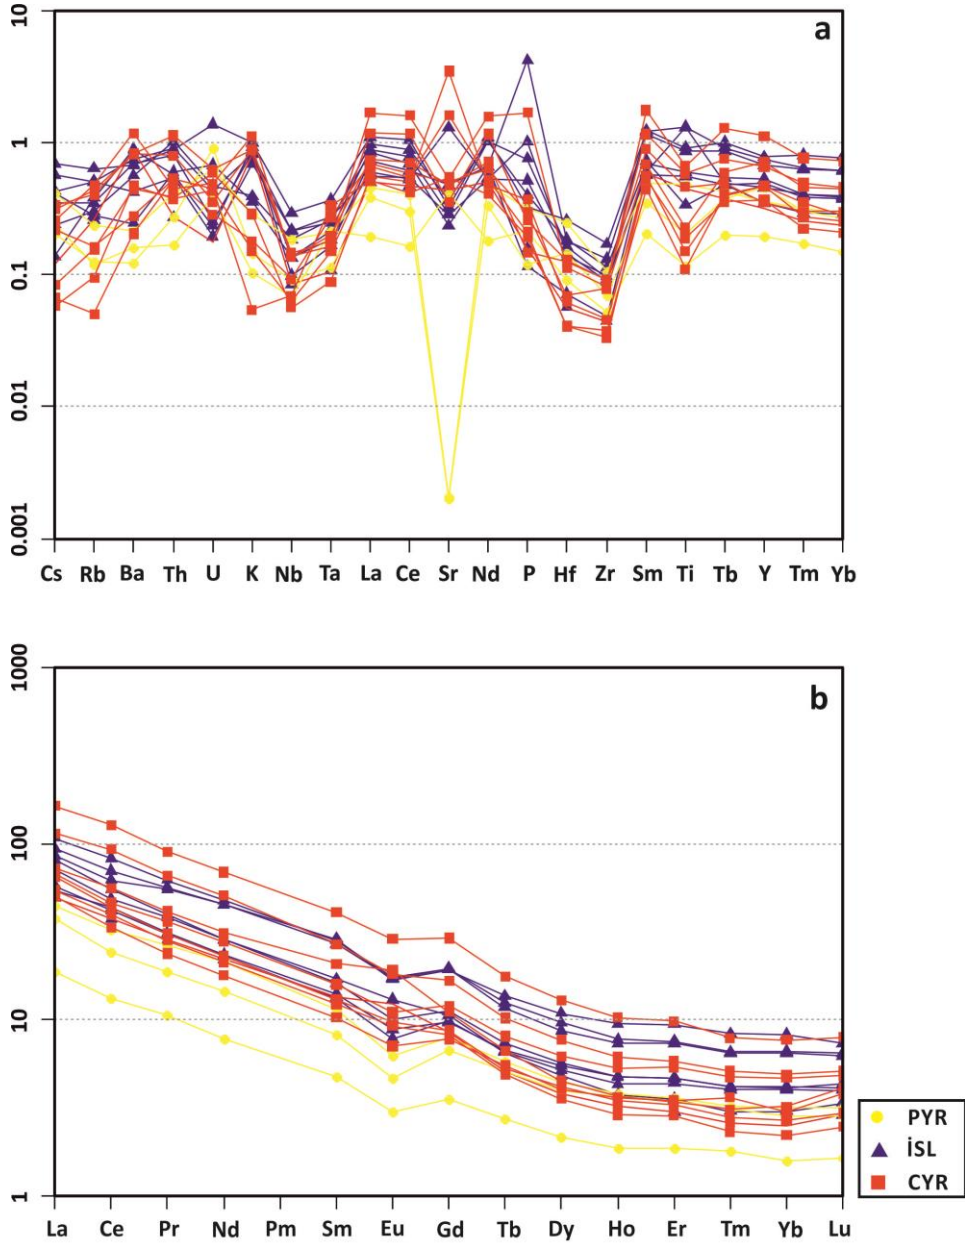 a
10
1
0.1
0.01
0.001
Cs Rb Ba Th U K Nb Ta La Ce Sr Nd P Hf Zr Sm Ti Tb Y Tm Yb
b
1000
100
10
1
La Ce Pr Nd Pm Sm Eu Gd Tb Dy Ho Er Tm Yb Lu
PYR
İSL
CYR